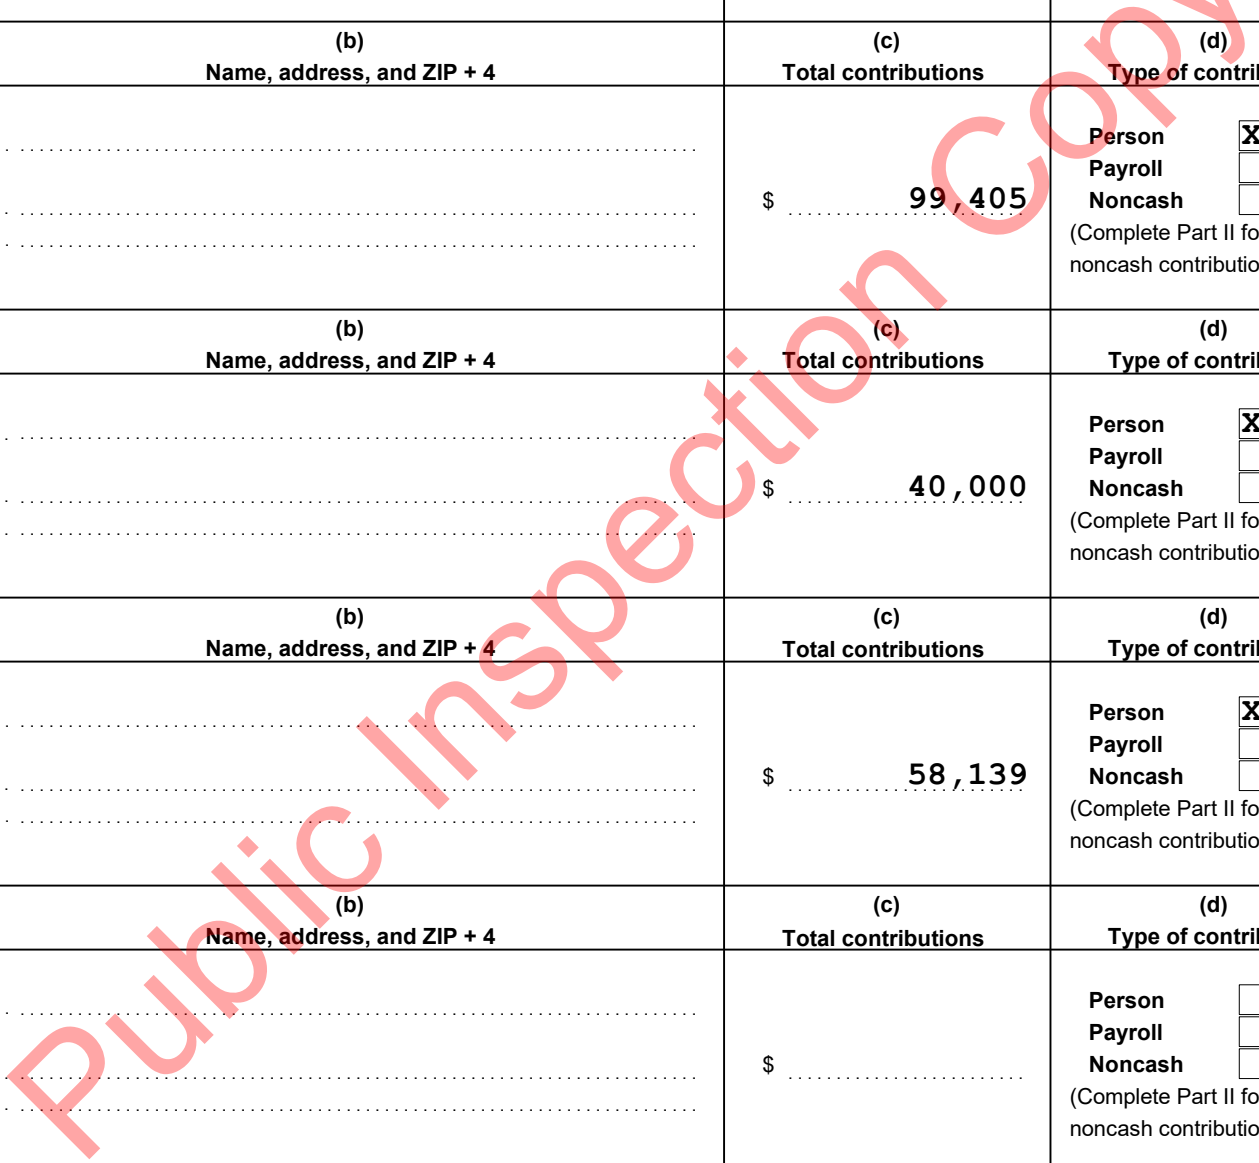 (b) (c) (d)
Name, address, and ZIP + 4 Total contributions Type of contri
Person X
Payroll
$ 99,405 Noncash
(Complete Part II fo
noncash contributio
(b) (c) (d)
Name, address, and ZIP + 4 Total contributions Type of contri
Person X
Payroll
$ 40,000 Noncash
(Complete Part II fo
noncash contributio
(b) (c) (d)
Name, address, and ZIP + 4 Total contributions Type of contri
Person X
Payroll
$ 58,139 Noncash
(Complete Part II fo
noncash contributio
(b) (c) (d)
Name, address, and ZIP + 4 Total contributions Type of contri
Person
Payroll
$ Noncash
(Complete Part II fo
noncash contributio
Public Inspection Copy